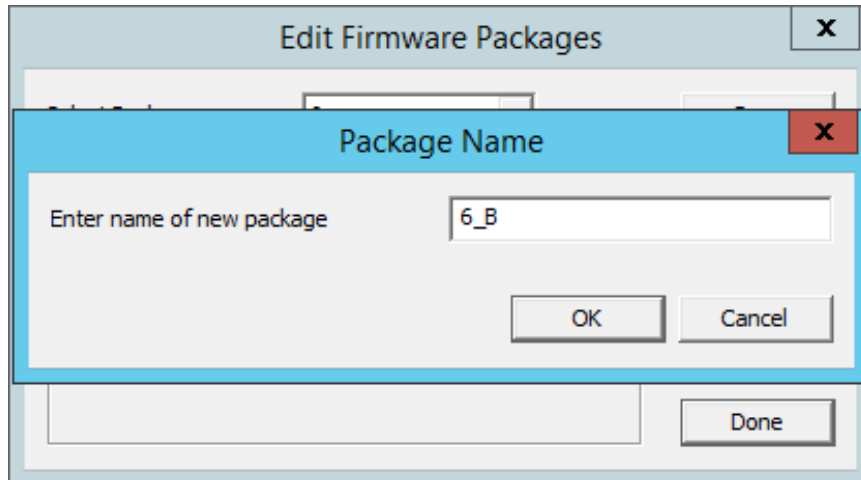 Edit Firmware Packages
x
Package Name
x
Enter name of new package
6_B
OK
Cancel
Done